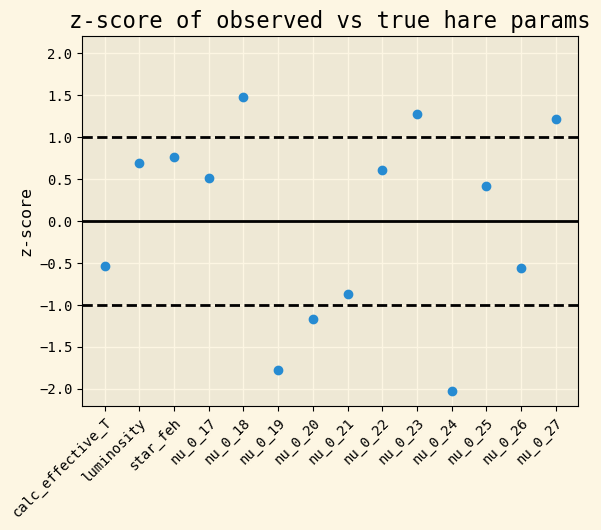 z-score of observed vs true hare params
z-score
2.0
1.5
1.0
0.5
0.0
−0.5
−1.0
−1.5
−2.0
calc_effective_T
luminosity
star_feh
nu_0_17
nu_0_18
nu_0_19
nu_0_20
nu_0_21
nu_0_22
nu_0_23
nu_0_24
nu_0_25
nu_0_26
nu_0_27